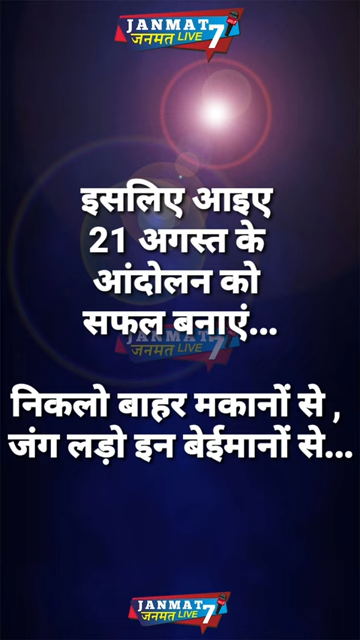 JANMAT
जनमत LIVE 7
इसलिए आइए
21 अगस्त के
आंदोलन को
सफल बनाएं...
JANMAT
जनमत LIVE 7
निकलो बाहर मकानों से ,
जंग लड़ो इन बेईमानों से...
JANMAT
जनमत LIVE 7